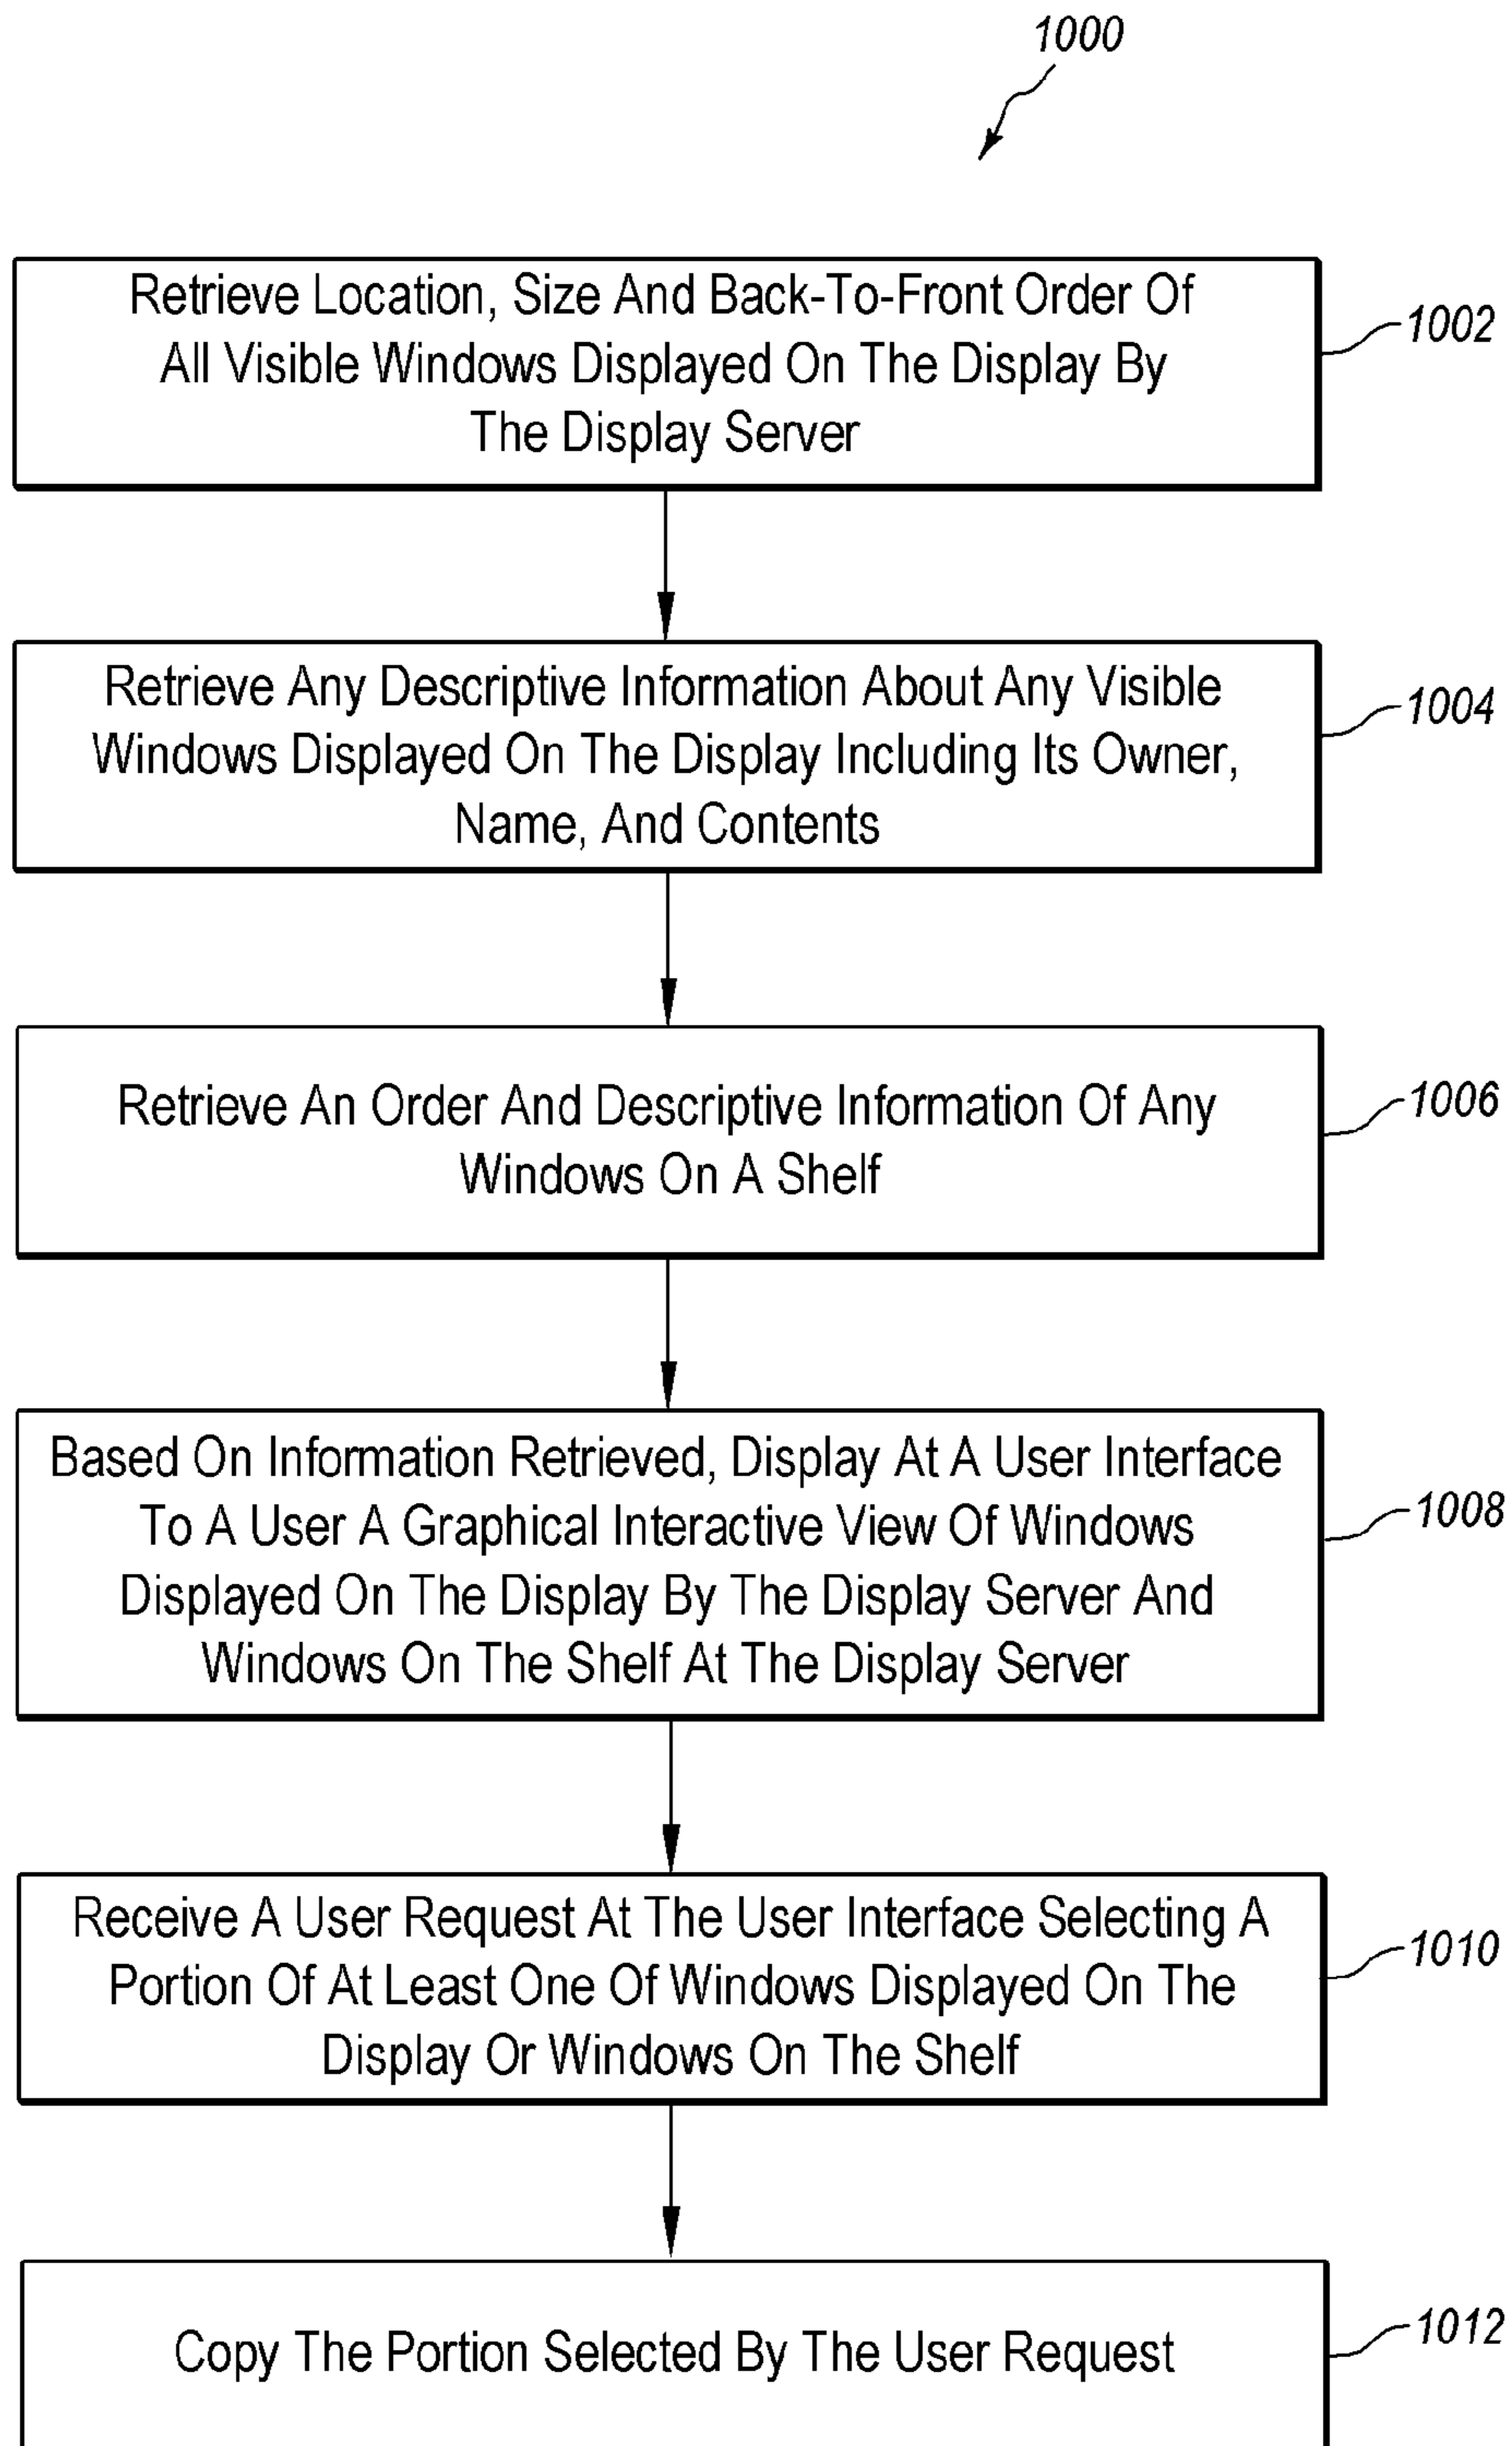 1000
Retrieve Location, Size And Back-To-Front Order Of
All Visible Windows Displayed On The Display By
The Display Server
1002
Retrieve Any Descriptive Information About Any Visible
Windows Displayed On The Display Including Its Owner,
Name, And Contents
1004
Retrieve An Order And Descriptive Information Of Any
Windows On A Shelf
1006
Based On Information Retrieved, Display At A User Interface
To A User A Graphical Interactive View Of Windows
Displayed On The Display By The Display Server And
Windows On The Shelf At The Display Server
1008
Receive A User Request At The User Interface Selecting A
Portion Of At Least One Of Windows Displayed On The
Display Or Windows On The Shelf
1010
Copy The Portion Selected By The User Request
1012